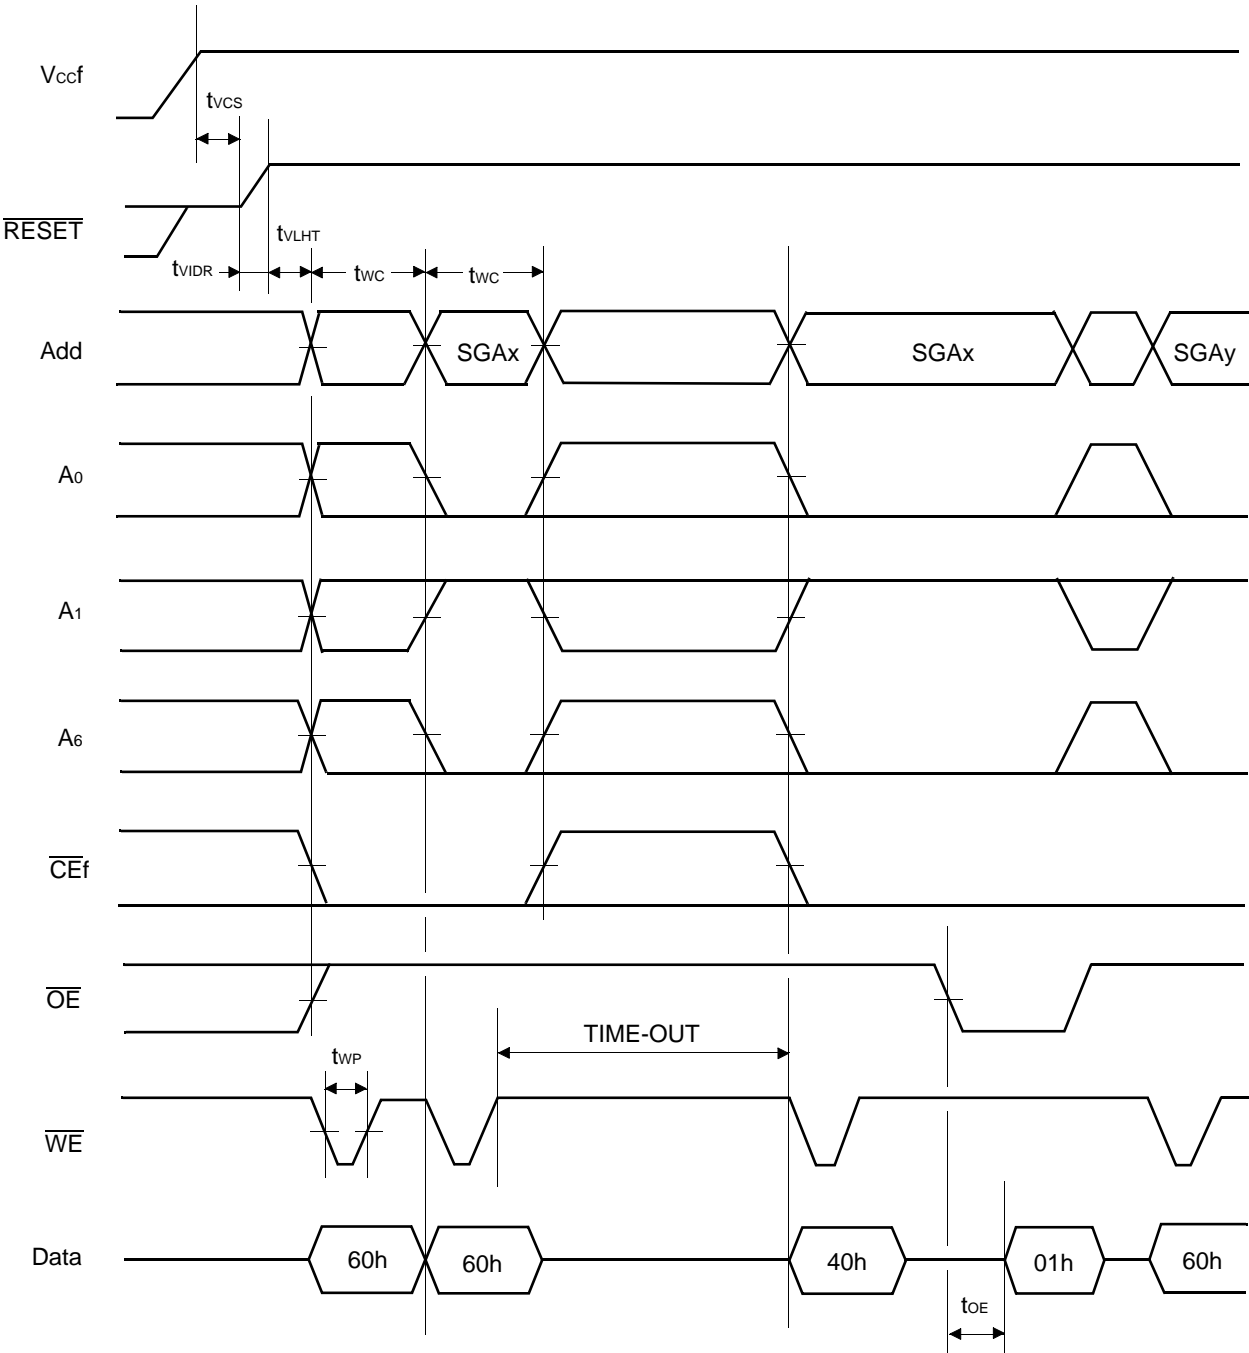 VCCf
tVCS
RESET
tVLHT
tVIDR
tWC
tWC
Add
SGAx
SGAx
SGAy
A0
A1
A6
CEf
OE
TIME-OUT
tWP
WE
Data
60h
60h
40h
01h
60h
tOE